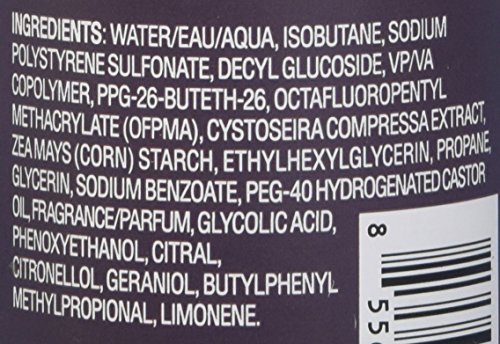 INGREDIENTS: WATER/EAU/AQUA, ISOBUTANE, SODIUM
POLYSTYRENE SULFONATE, DECYL GLUCOSIDE, VP/VA
COPOLYMER, PPG-26-BUTETH-26, OCTAFLUOROPENTYL
METHACRYLATE (OFPMA), CYSTOSEIRA COMPRESSA EXTRACT,
ZEA MAYS (CORN) STARCH, ETHYLHEXYLGLYCERIN, PROPANE,
GLYCERIN, SODIUM BENZOATE, PEG-40 HYDROGENATED CASTOR
OIL, FRAGRANCE/PARFUM, GLYCOLIC ACID,
PHENOXYETHANOL, CITRAL,
CITRONELLOL, GERANIOL, BUTYLPHENYL
METHYLPROPIONAL, LIMONENE.
8